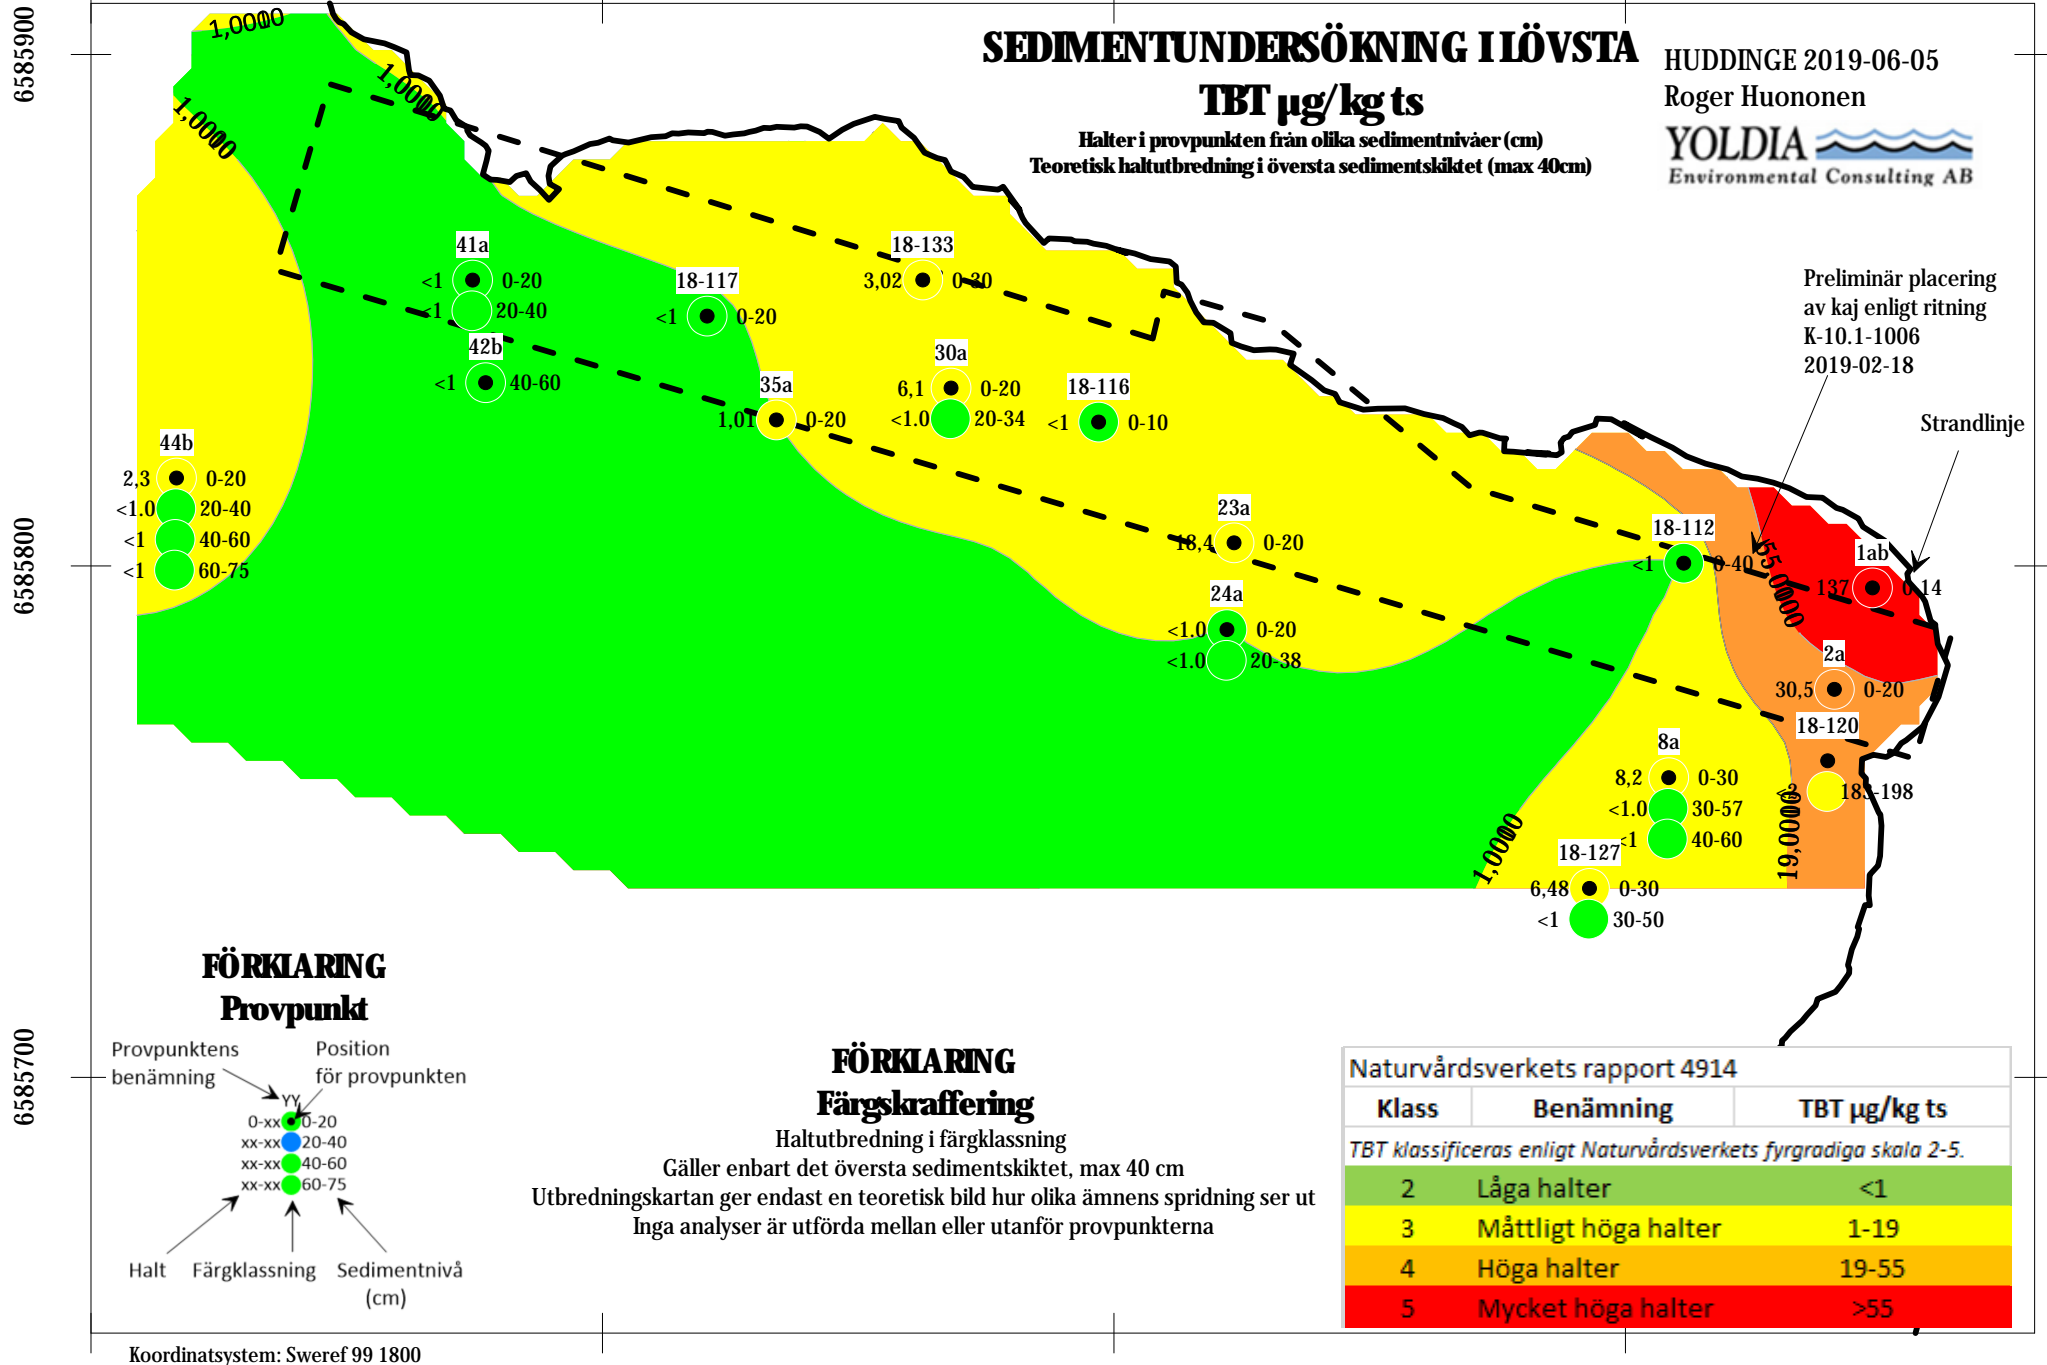 SEDIMENTUNDERSÖKNING I LÖVSTA
TBT µg/kg ts
Halter i provpunkten från olika sedimentnivåer (cm)
Teoretisk haltutbredning i översta sedimentskiktet (max 40cm)
HUDDINGE 2019-06-05
Roger Huononen
YOLDIA
Environmental Consulting AB
6585900
6585800
6585700
1,0000
1,0000
1,0000
41a
<1 0-20
<1 20-40
42b
<1 40-60
18-117
<1 0-20
18-133
3,02 0-30
30a
6,1 0-20
<1.0 20-34
18-116
<1 0-10
35a
1,01 0-20
44b
2,3 0-20
<1.0 20-40
<1 40-60
<1 60-75
23a
18,4 0-20
24a
<1.0 0-20
<1.0 20-38
18-112
<1 0-40
55,0000
1ab
137 0-14
2a
30,5 0-20
18-120
183-198
8a
8,2 0-30
<1.0 30-57
<1 40-60
18-127
6,48 0-30
<1 30-50
1,0000
19,0000
Preliminär placering
av kaj enligt ritning
K-10.1-1006
2019-02-18
Strandlinje
FÖRKLARING
Provpunkt
Provpunktens
benämning
Position
för provpunkten
YY
0-xx 0-20
xx-xx 20-40
xx-xx 40-60
xx-xx 60-75
Halt Färgklassning Sedimentnivå
(cm)
FÖRKLARING
Färgskraffering
Haltutbredning i färgklassning
Gäller enbart det översta sedimentskiktet, max 40 cm
Utbredningskartan ger endast en teoretisk bild hur olika ämnens spridning ser ut
Inga analyser är utförda mellan eller utanför provpunkterna
Naturvårdsverkets rapport 4914
Klass Benämning TBT µg/kg ts
TBT klassificeras enligt Naturvårdsverkets fyrgradiga skala 2-5.
2 Låga halter <1
3 Måttligt höga halter 1-19
4 Höga halter 19-55
5 Mycket höga halter >55
Koordinatsystem: Sweref 99 1800